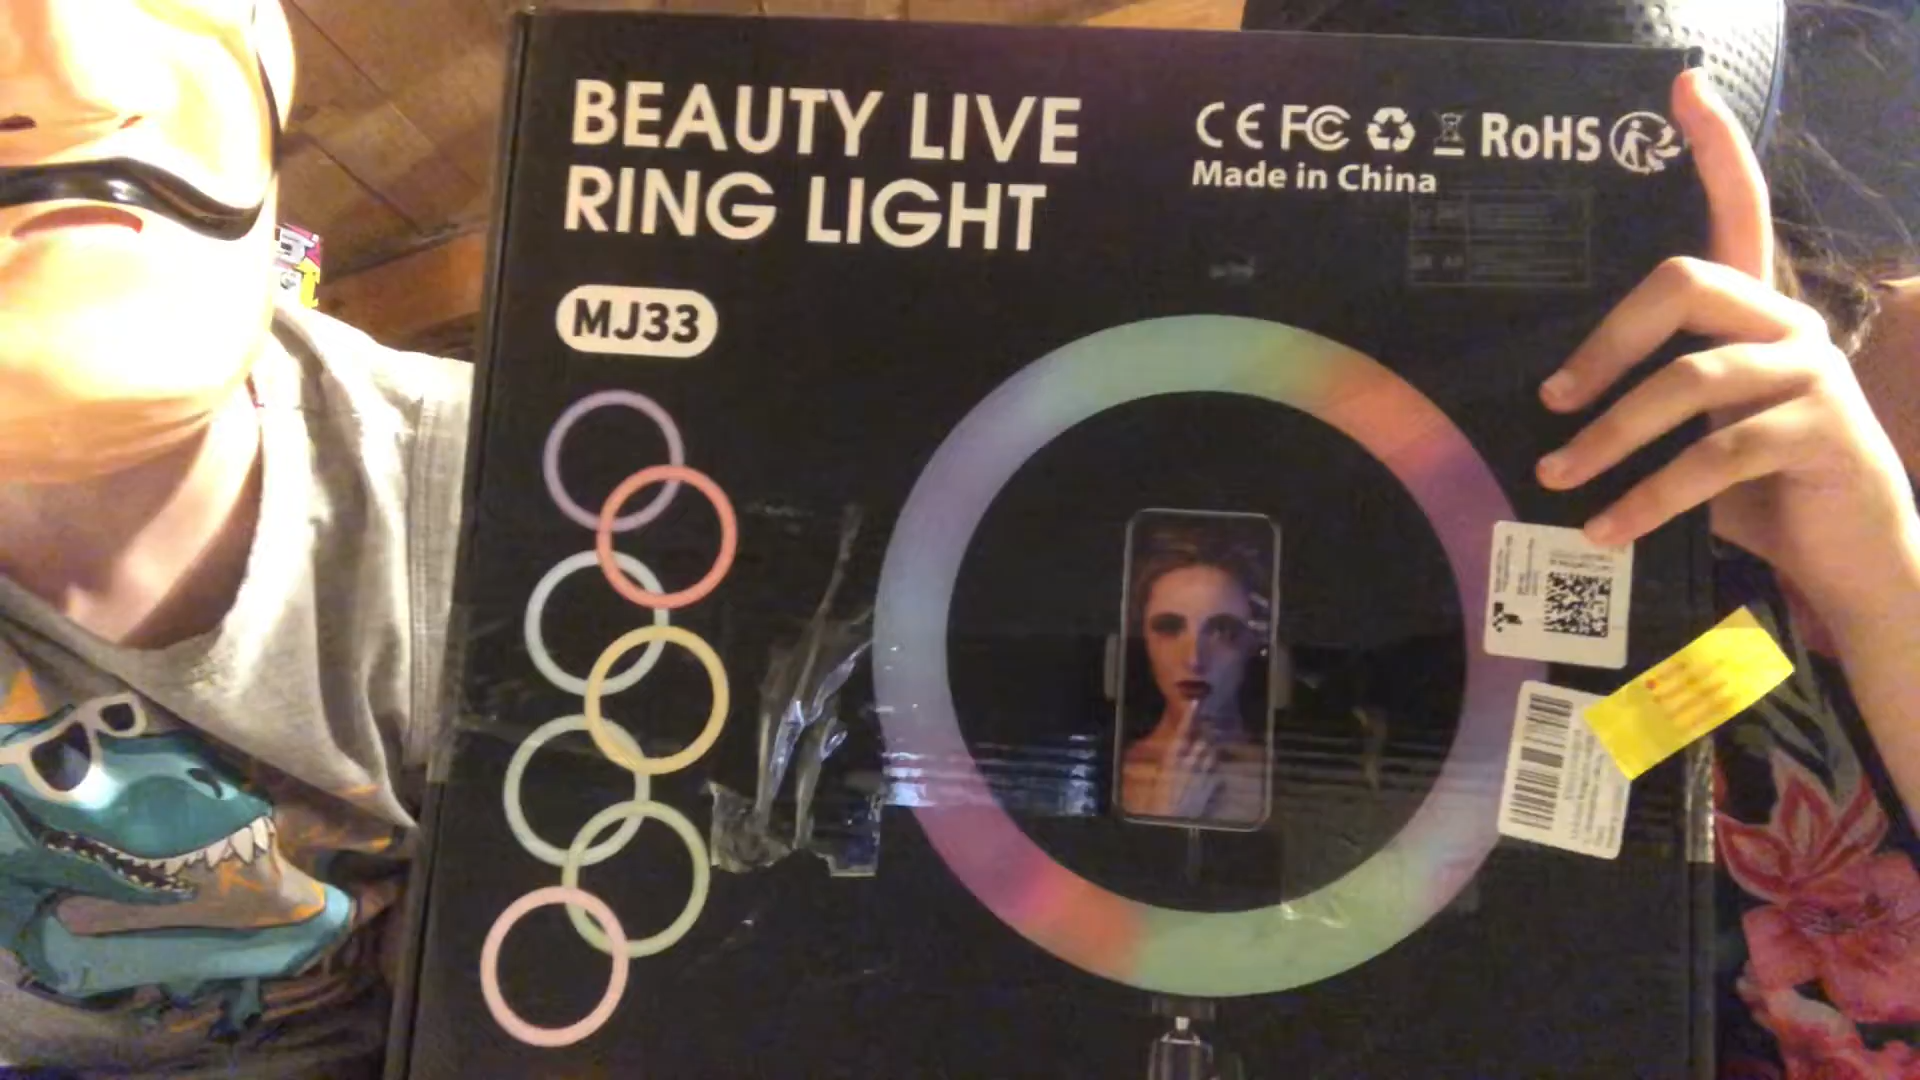 BEAUTY LIVE
RING LIGHT
CE FC RoHS
Made in China
MJ33